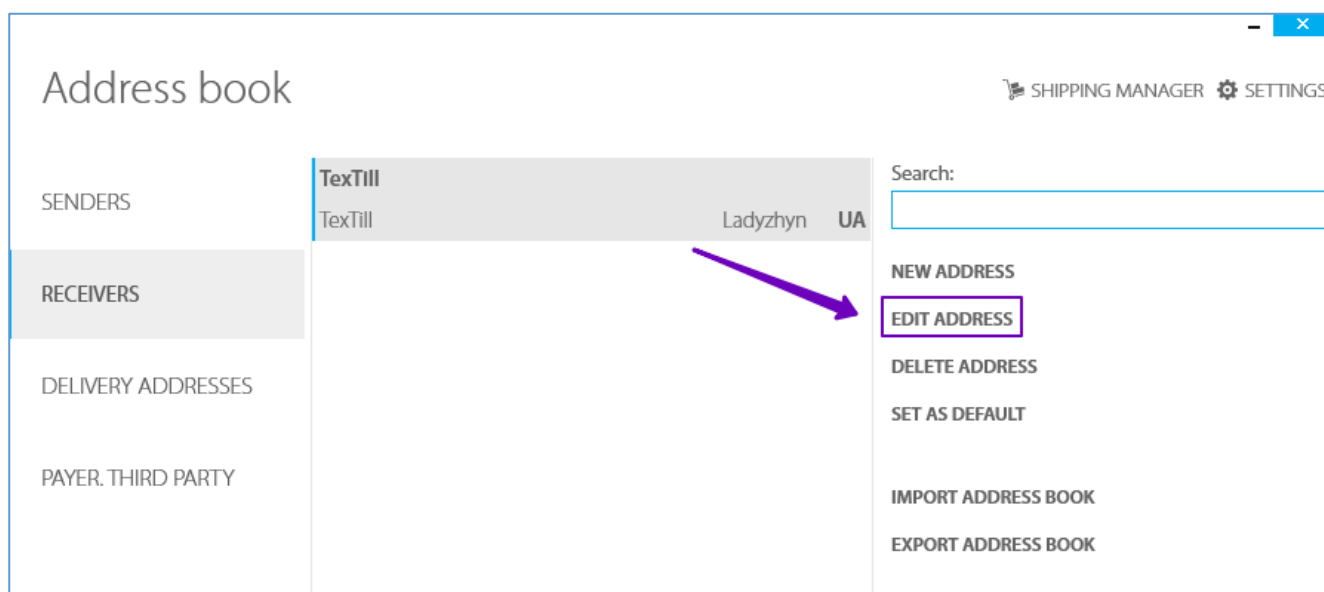 Address book
SHIPPING MANAGER
SETTINGS
SENDERS
RECEIVERS
DELIVERY ADDRESSES
PAYER. THIRD PARTY
TexTill
TexTill Ladyzhyn UA
Search:
NEW ADDRESS
EDIT ADDRESS
DELETE ADDRESS
SET AS DEFAULT
IMPORT ADDRESS BOOK
EXPORT ADDRESS BOOK